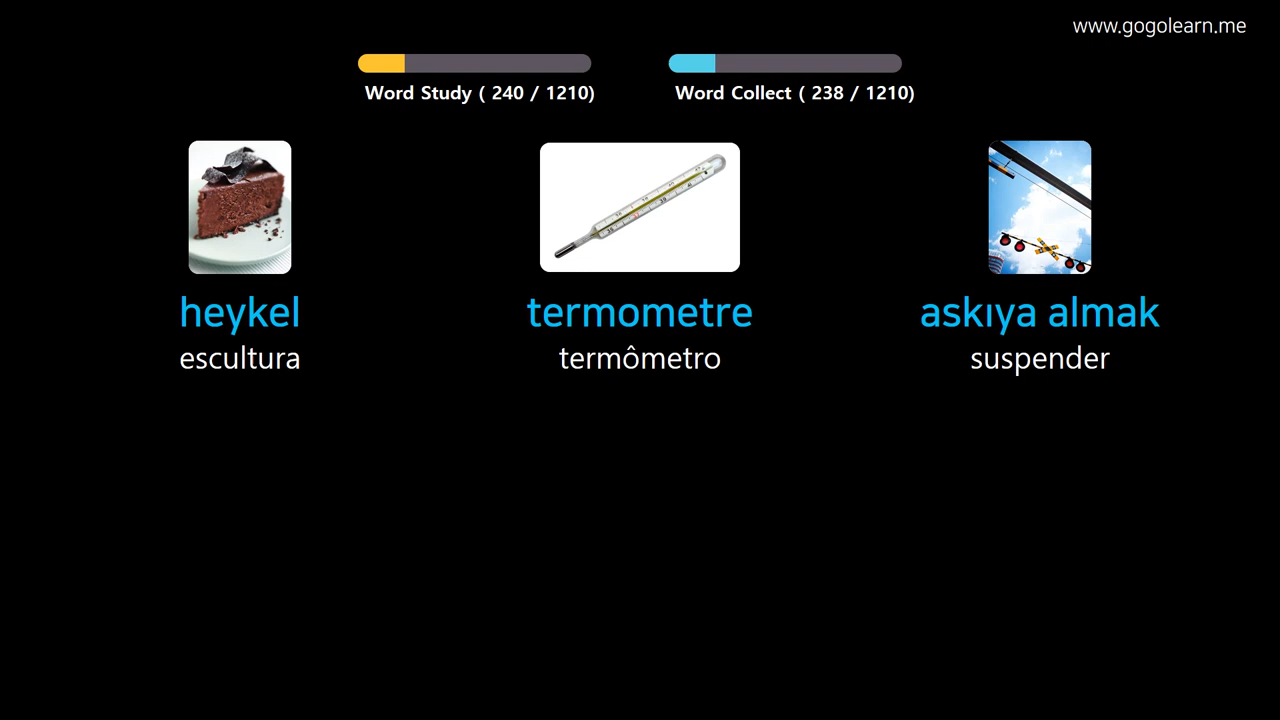 www.gogolearn.me
Word Study ( 240 / 1210)
Word Collect ( 238 / 1210)
heykel
escultura
termometre
termômetro
askıya almak
suspender